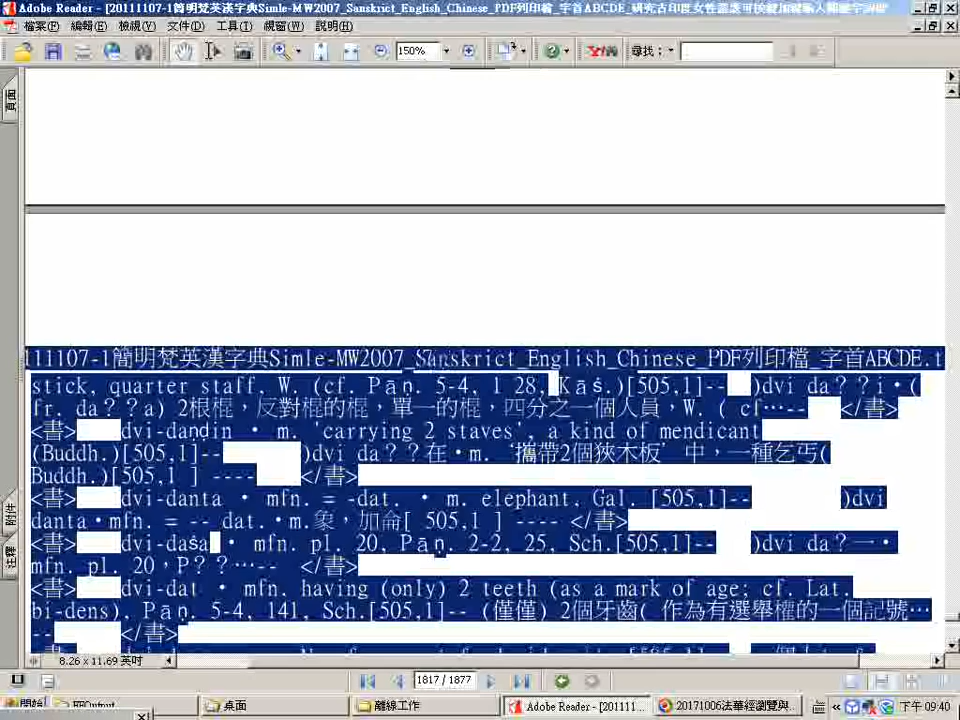 Adobe Reader - [20111107-1簡明梵英漢字典Simle-MW2007_Sanskrict_English_Chinese_PDF列印檔_字首ABCDE_研究古印度女性
檔案(F) 編輯(E) 檢視(V) 文件(D) 工具(T) 視窗(W) 說明(H)
150% 尋找:
頁面
111107-1簡明梵英漢字典Simle-MW2007_Sanskrict_English_Chinese_PDF列印檔_字首ABCDE.t
stick, quarter staff, W. (cf. Pāṇ. 5-4, 1 28, Kāś.)[505,1]-- )dvi da??i•(
fr. da??a) 2根棍，反對棍的棍，單一的棍，四分之一個人員，W. ( cf…-- </書>
<書> dvi-daṇḍin • m. 'carrying 2 staves', a kind of mendicant
(Buddh.)[505,1]-- )dvi da??在•m.‘攜帶2個狹木板’中，一種乞丐(
Buddh.)[505,1 ] ---- </書>
<書> dvi-danta • mfn. = -dat. • m. elephant, Gal. [505,1]-- )dvi
danta•mfn. = -- dat.•m.象，加侖[ 505,1 ] ---- </書>
<書> dvi-daśa • mfn. pl. 20, Pāṇ. 2-2, 25, Sch.[505,1]-- )dvi da?一•
mfn. pl. 20，P??…-- </書>
<書> dvi-dat • mfn. having (only) 2 teeth (as a mark of age; cf. Lat.
bi-dens), Pāṇ. 5-4, 141, Sch.[505,1]-- (僅僅) 2個牙齒( 作為有選舉權的一個記號…
-- </書>
附件
注釋
8.26 x 11.69 英吋
1817 / 1877
開始 桌面 離線工作 Adobe Reader - [201111... 20171006法華經瀏覽與... 下午 09:40